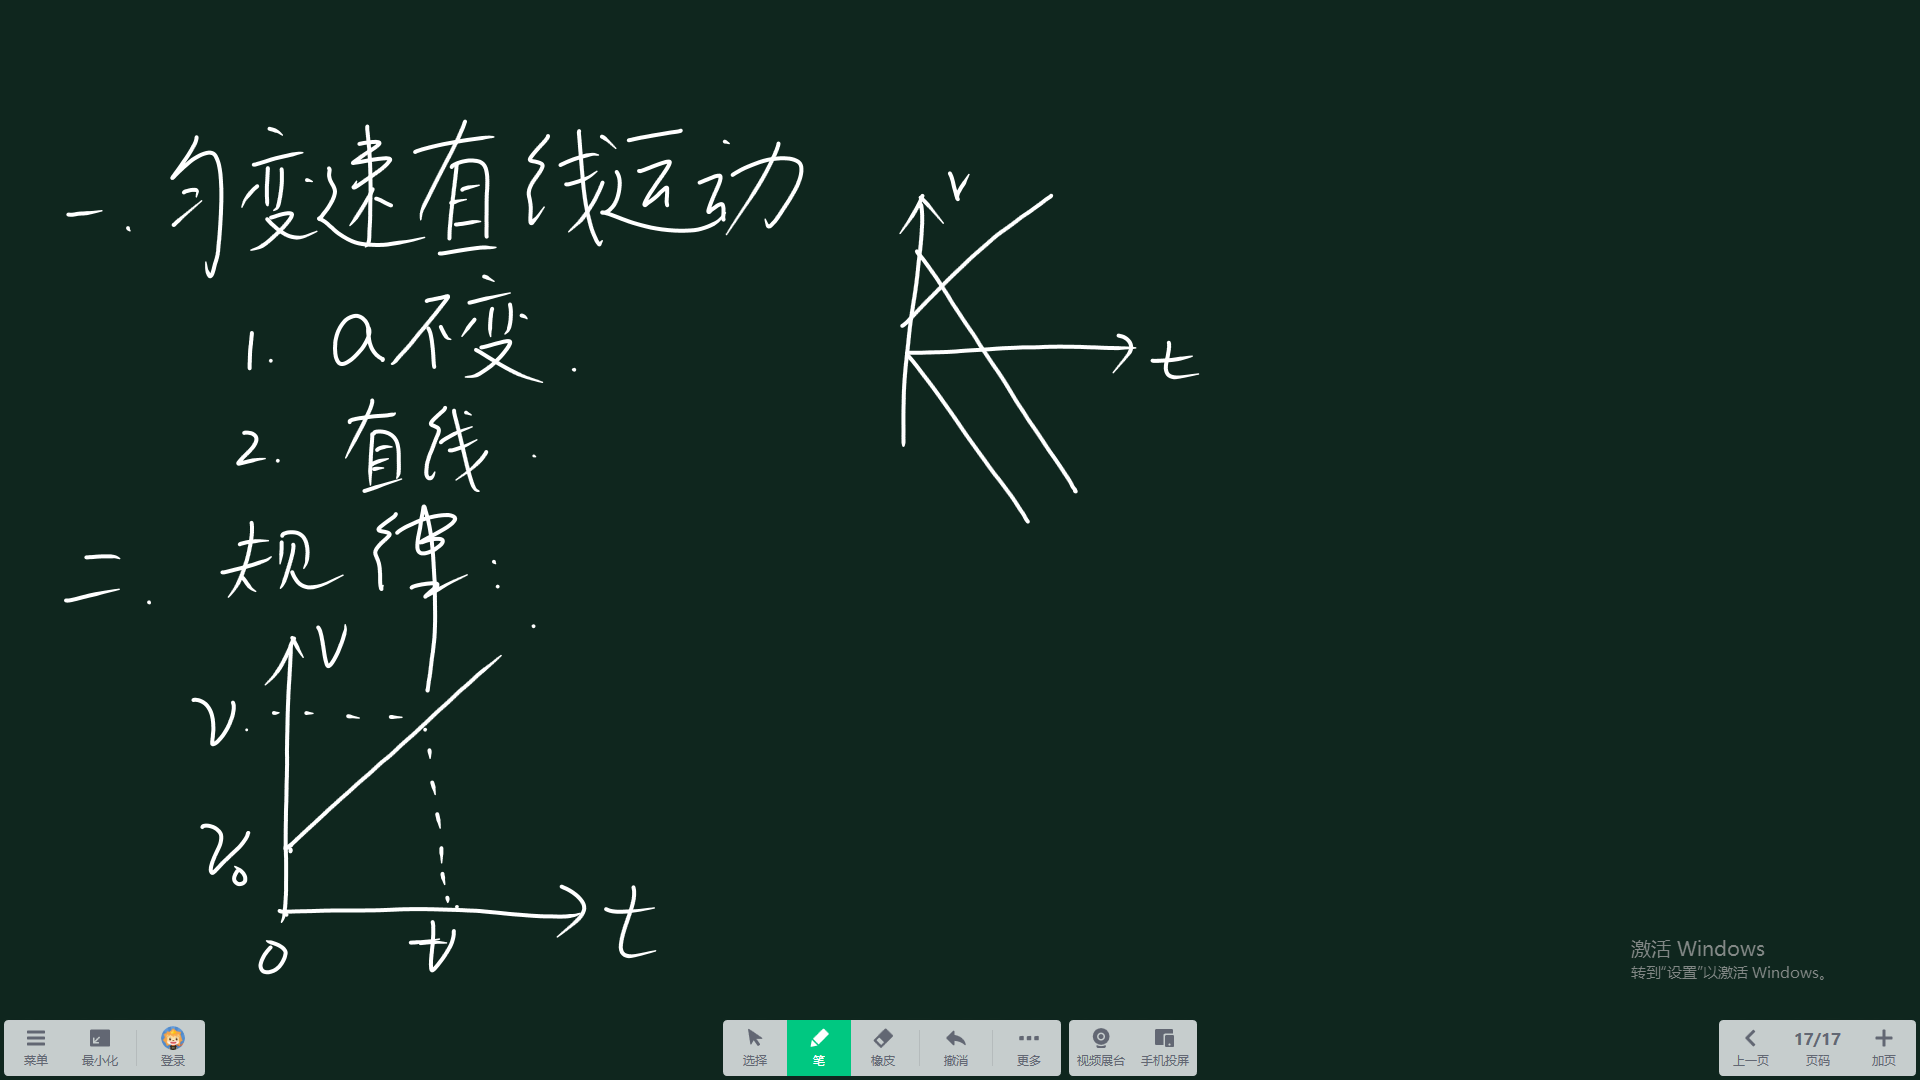 一. 匀变速直线运动
1. a不变.
2. 直线.
二. 规律:
v
t
v
v.
v₀
0
t
t
激活 Windows
转到“设置”以激活 Windows。
菜单
最小化
登录
选择
笔
橡皮
撤消
更多
视频展台
手机投屏
上一页
17/17
页码
加页